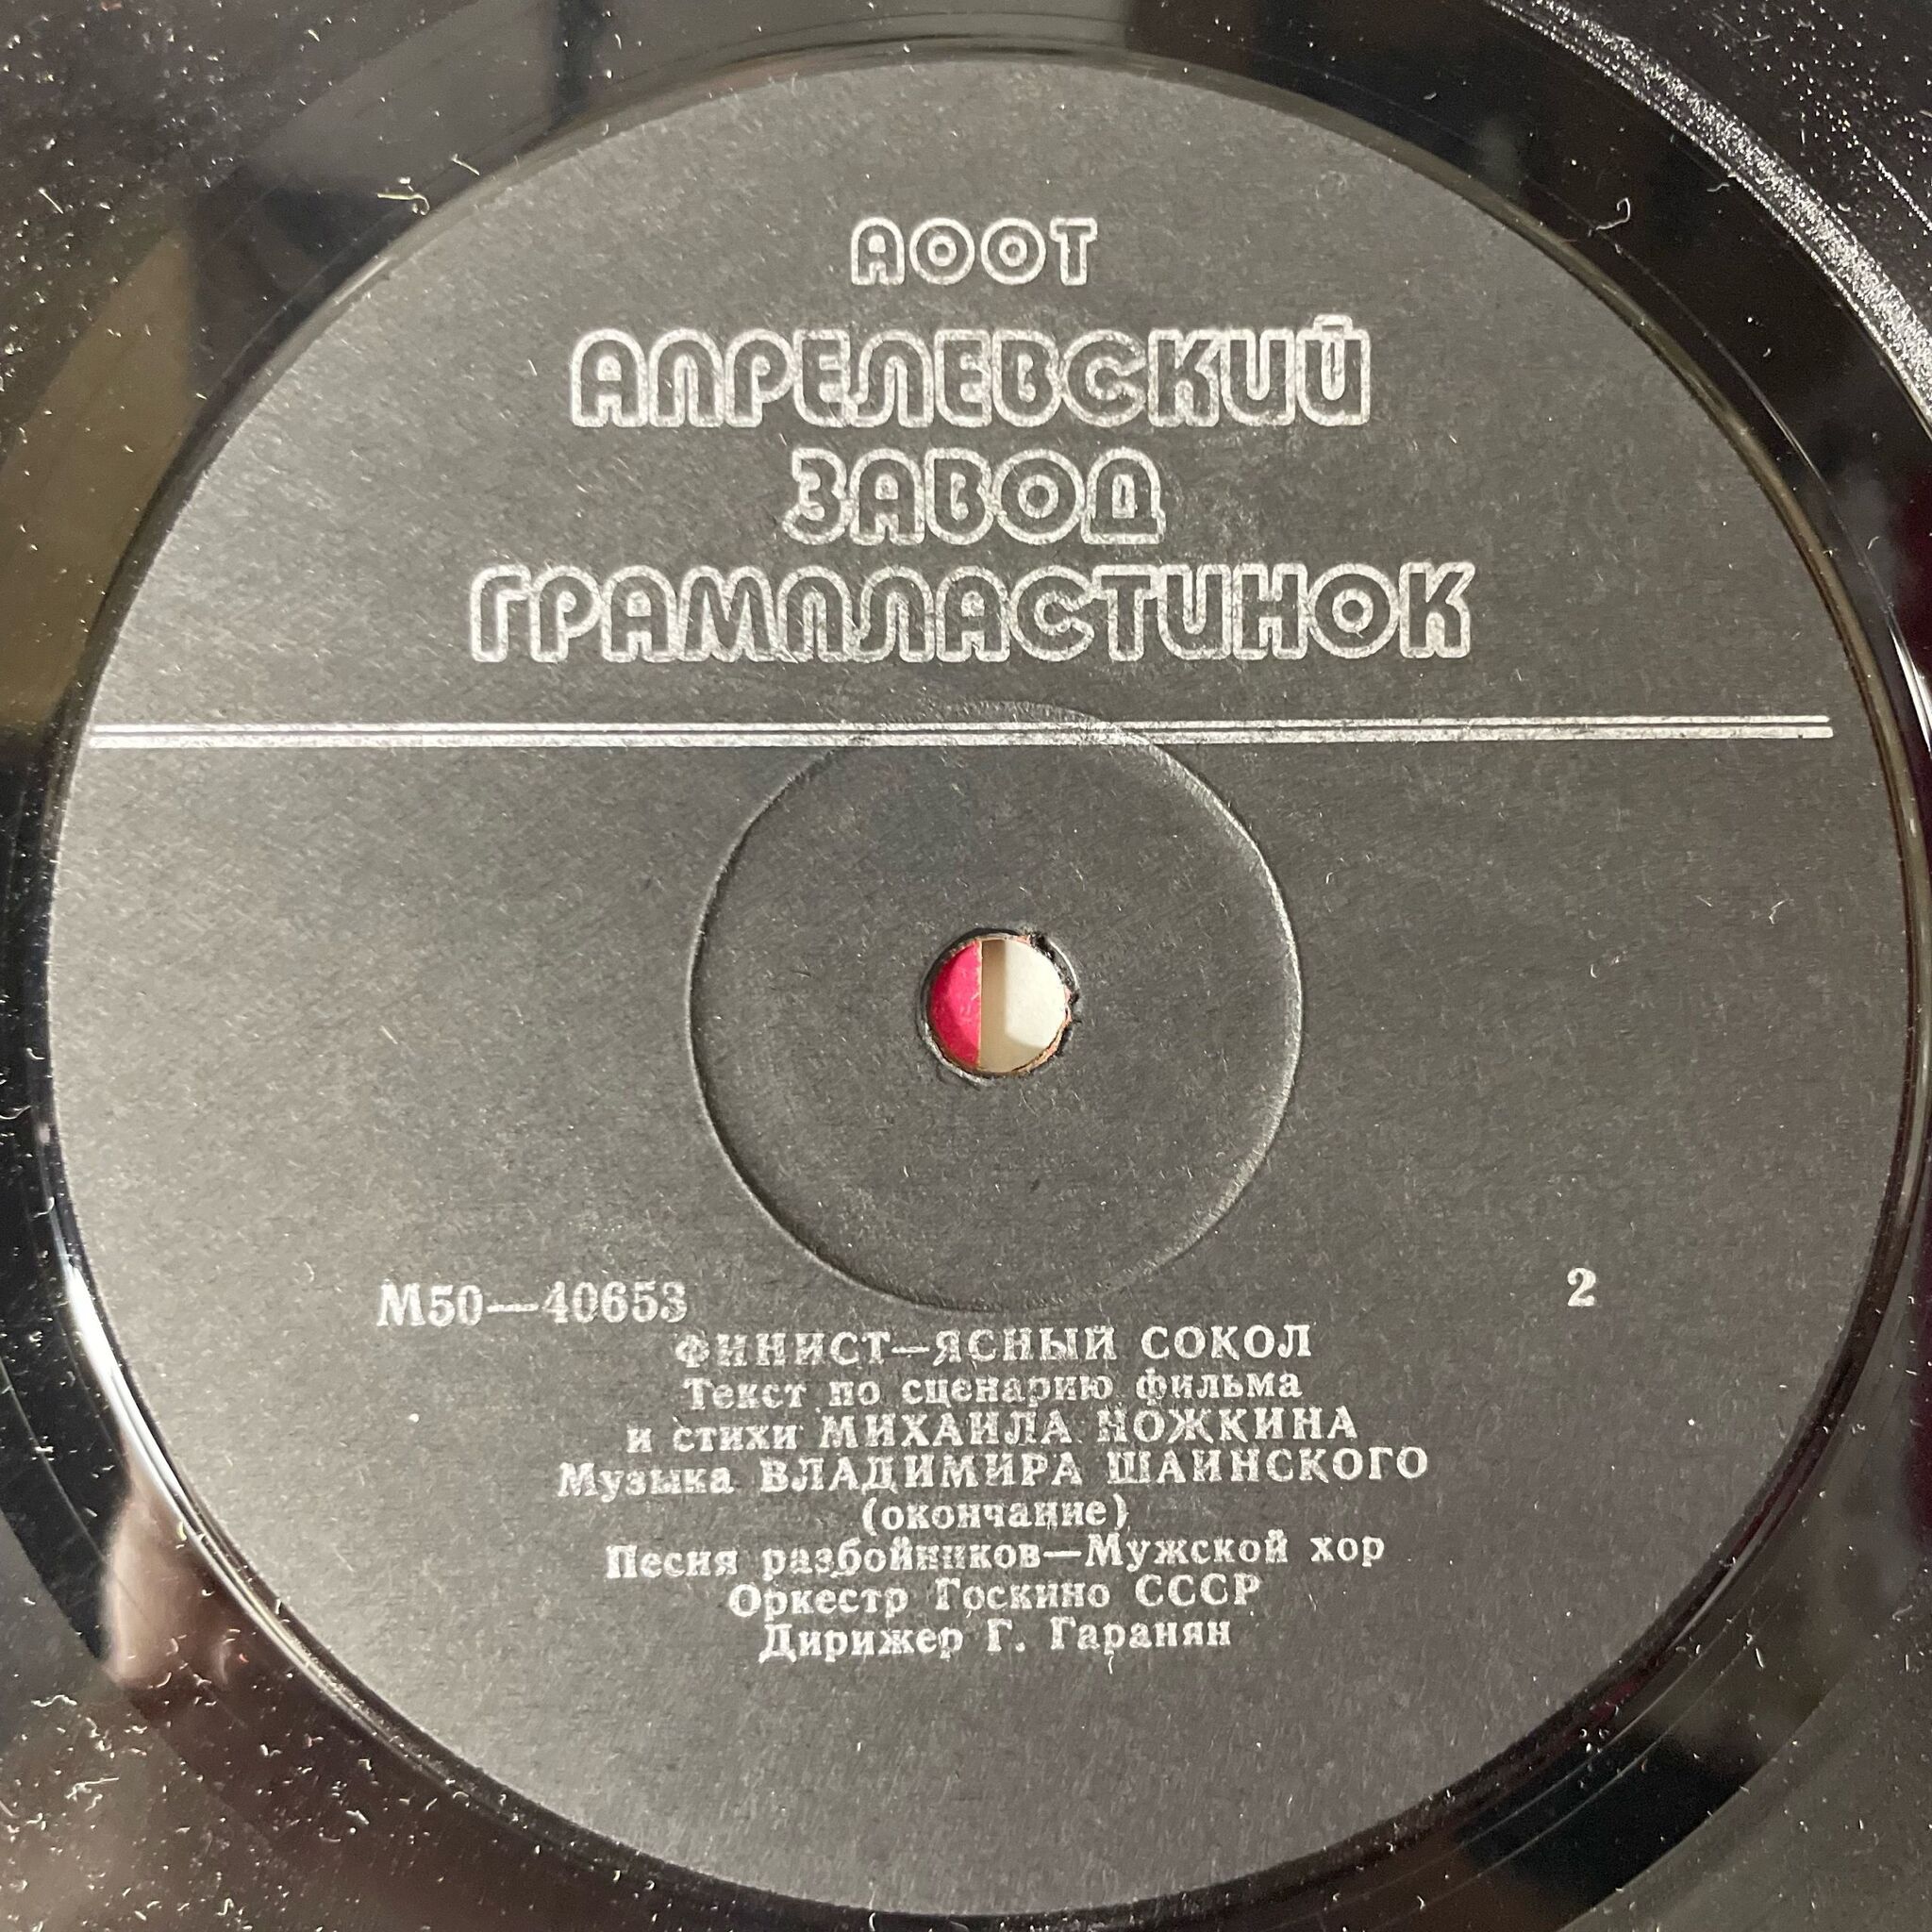 АООТ
АПРЕЛЕВСКИЙ
ЗАВОД
ГРАМПЛАСТИНОК
М50—40653 2
ФИНИСТ—ЯСНЫЙ СОКОЛ
Текст по сценарию фильма
и стихи МИХАИЛА НОЖКИНА
Музыка ВЛАДИМИРА ШАИНСКОГО
(окончание)
Песня разбойников—Мужской хор
Оркестр Госкино СССР
Дирижер Г. Гаранян